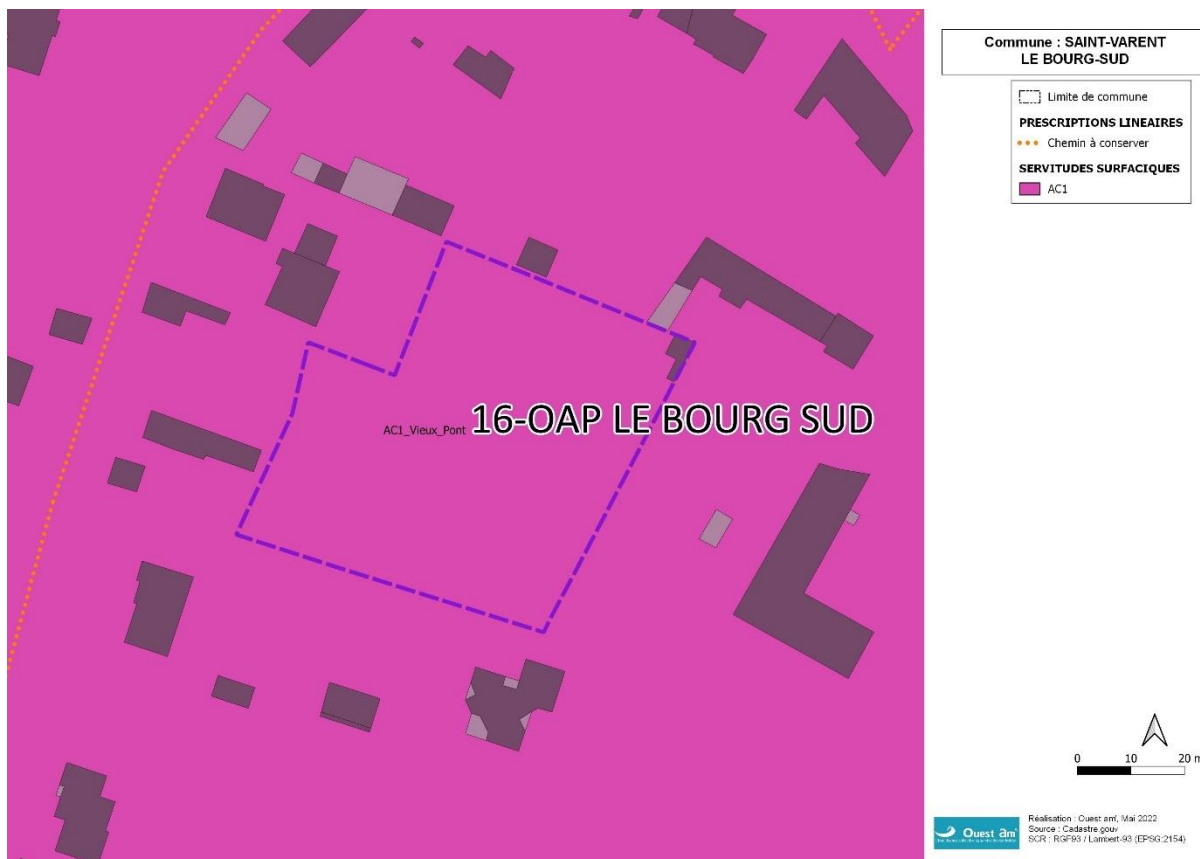 Commune : SAINT-VARENT
LE BOURG-SUD
Limite de commune
PRESCRIPTIONS LINEAIRES
Chemin à conserver
SERVITUDES SURFACIQUES
AC1
AC1_Vieux_Pont
16-OAP LE BOURG SUD
0 10 20 m
Ouest am'
Réalisation : Ouest am', Mai 2022
Source : Cadastre.gouv
SCR : RGF93 / Lambert-93 (EPSG:2154)